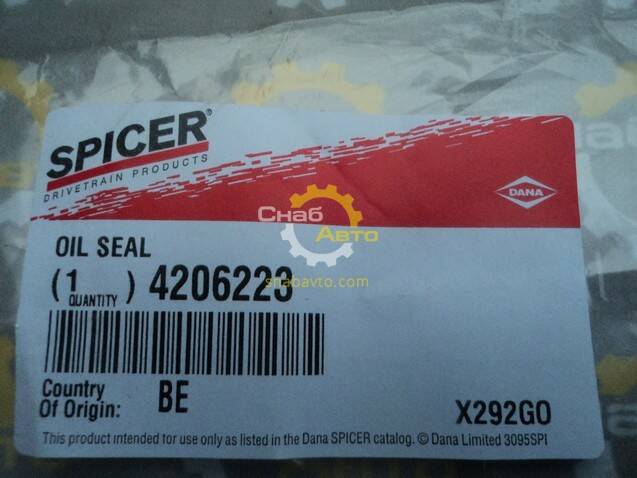 SPICER®
DRIVETRAIN PRODUCTS
DANA
Снаб
Авто
OIL SEAL
snabavto.com
(1 QUANTITY) 4206223
Country
Of Origin: BE
X292GO
This product intended for use only as listed in the Dana SPICER catalog. © Dana Limited 3095SPI